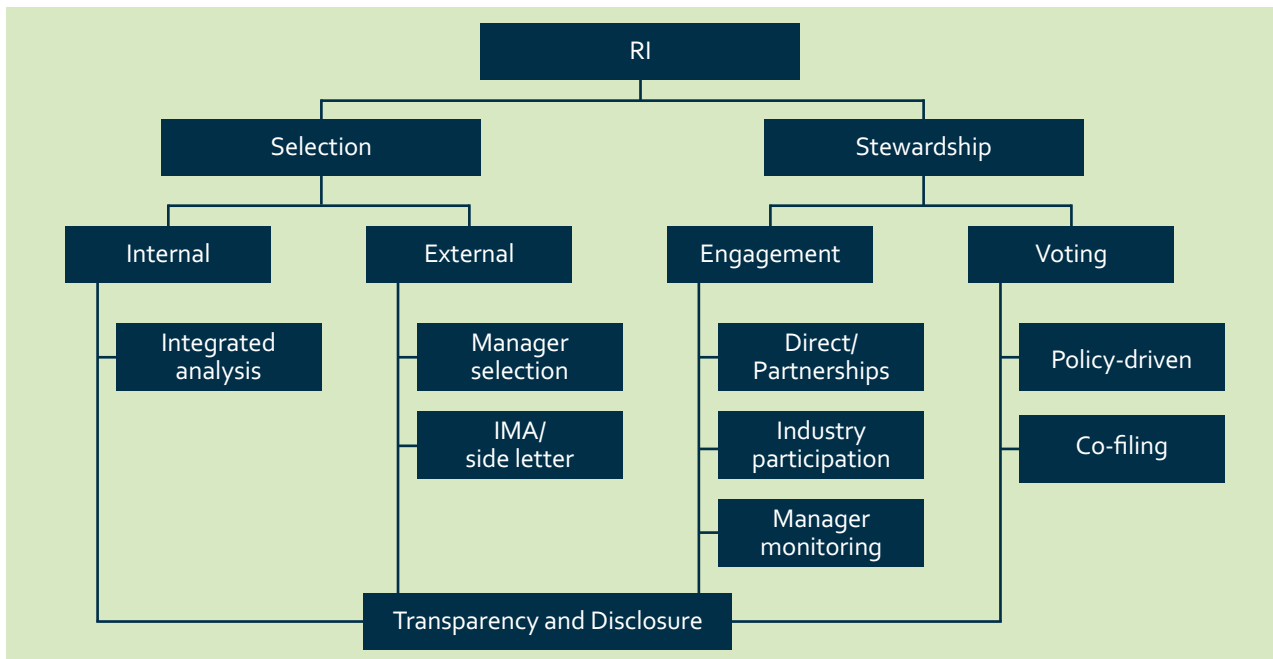 RI
Selection
Stewardship
Internal
External
Engagement
Voting
Integrated
analysis
Manager
selection
Direct/
Partnerships
Policy-driven
IMA/
side letter
Industry
participation
Co-filing
Manager
monitoring
Transparency and Disclosure